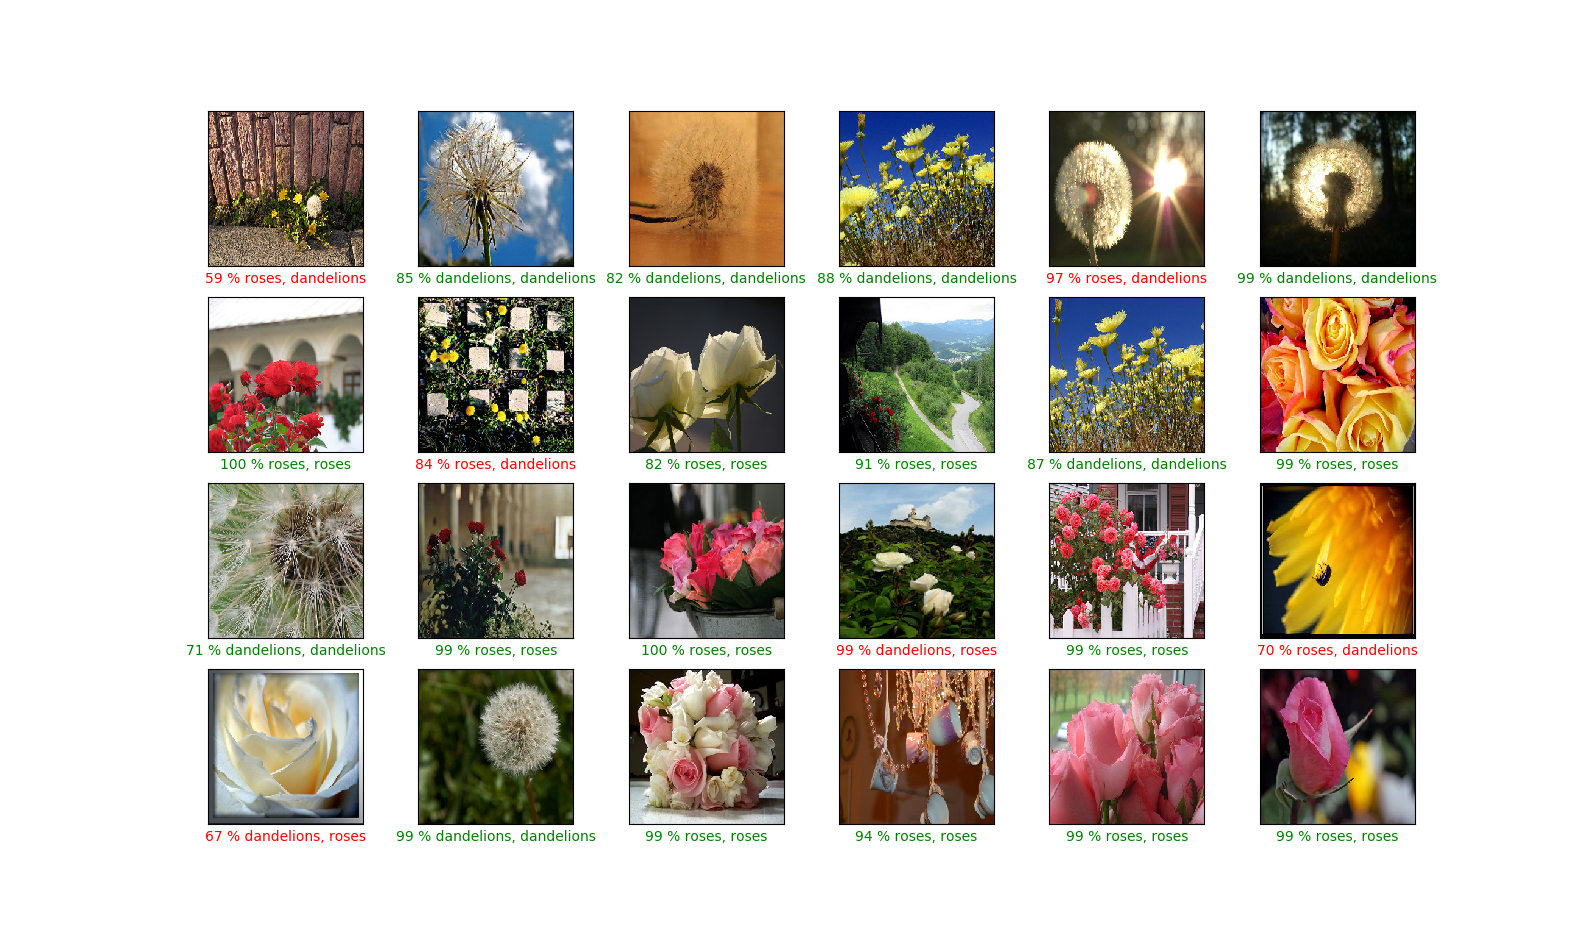 59 % roses, dandelions
85 % dandelions, dandelions
82 % dandelions, dandelions
88 % dandelions, dandelions
97 % roses, dandelions
99 % dandelions, dandelions
100 % roses, roses
84 % roses, dandelions
82 % roses, roses
91 % roses, roses
87 % dandelions, dandelions
99 % roses, roses
71 % dandelions, dandelions
99 % roses, roses
100 % roses, roses
99 % dandelions, roses
99 % roses, roses
70 % roses, dandelions
67 % dandelions, roses
99 % dandelions, dandelions
99 % roses, roses
94 % roses, roses
99 % roses, roses
99 % roses, roses